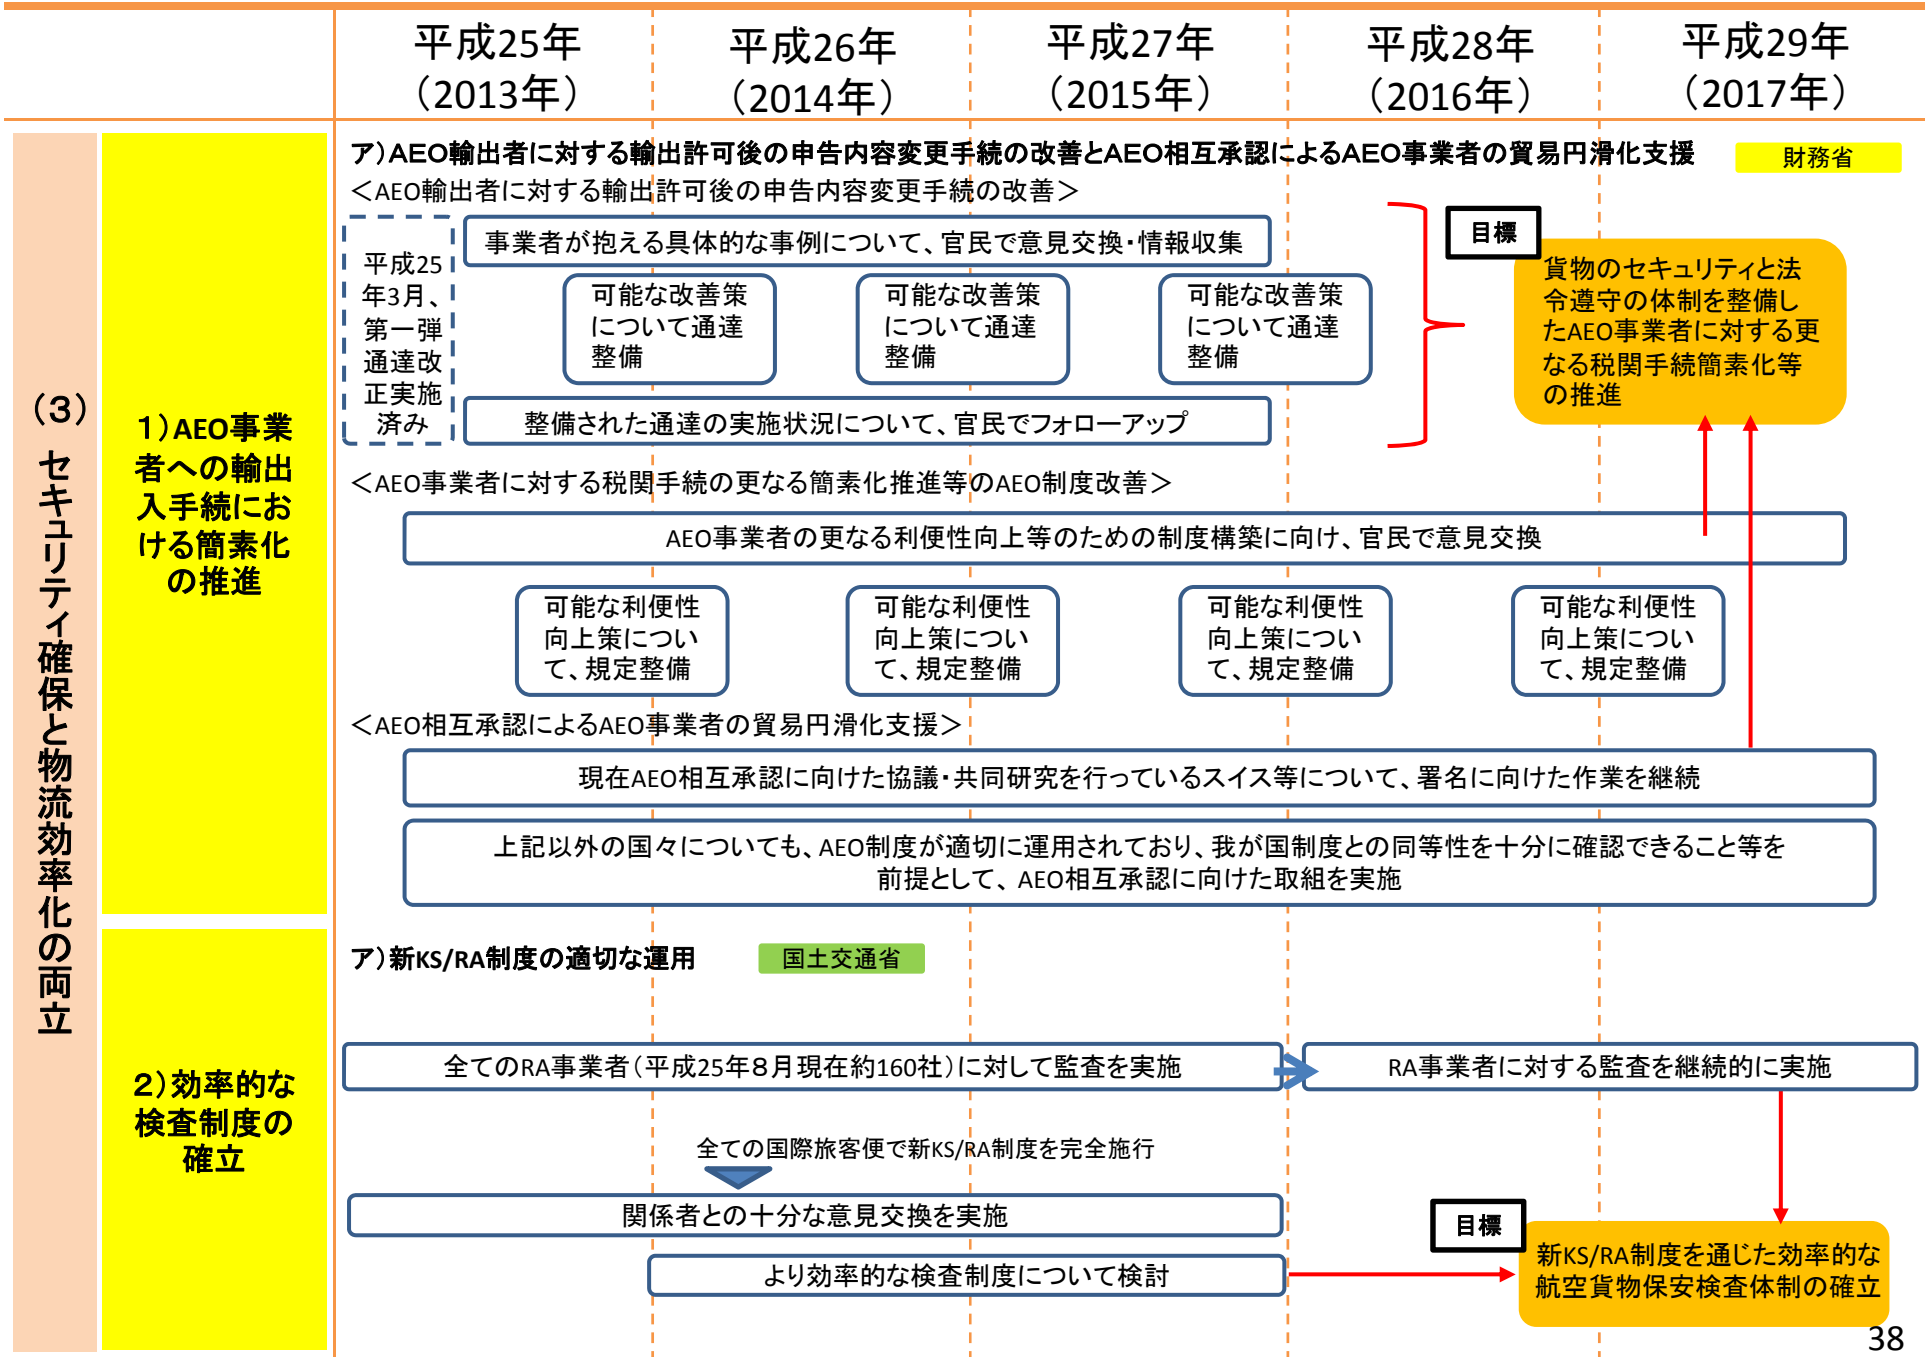 平成25年
（2013年）
平成26年
（2014年）
平成27年
（2015年）
平成28年
（2016年）
平成29年
（2017年）
（３）セキュリティ確保と物流効率化の両立
１）AEO事業
者への輸出
入手続にお
ける簡素化
の推進
ア）ＡＥＯ輸出者に対する輸出許可後の申告内容変更手続の改善とAEO相互承認によるAEO事業者の貿易円滑化支援
財務省
＜AEO輸出者に対する輸出許可後の申告内容変更手続の改善＞
平成25
年3月、
第一弾
通達改
正実施
済み
事業者が抱える具体的な事例について、官民で意見交換・情報収集
可能な改善策
について通達
整備
可能な改善策
について通達
整備
可能な改善策
について通達
整備
整備された通達の実施状況について、官民でフォローアップ
目標
貨物のセキュリティと法
令遵守の体制を整備し
たAEO事業者に対する更
なる税関手続簡素化等
の推進
＜AEO事業者に対する税関手続の更なる簡素化推進等のAEO制度改善＞
AEO事業者の更なる利便性向上等のための制度構築に向け、官民で意見交換
可能な利便性
向上策につい
て、規定整備
可能な利便性
向上策につい
て、規定整備
可能な利便性
向上策につい
て、規定整備
可能な利便性
向上策につい
て、規定整備
＜AEO相互承認によるAEO事業者の貿易円滑化支援＞
現在AEO相互承認に向けた協議・共同研究を行っているスイス等について、署名に向けた作業を継続
上記以外の国々についても、AEO制度が適切に運用されており、我が国制度との同等性を十分に確認できること等を
前提として、AEO相互承認に向けた取組を実施
２）効率的な
検査制度の
確立
ア）新KS/RA制度の適切な運用
国土交通省
全てのRA事業者（平成25年８月現在約160社）に対して監査を実施
RA事業者に対する監査を継続的に実施
全ての国際旅客便で新KS/RA制度を完全施行
関係者との十分な意見交換を実施
より効率的な検査制度について検討
目標
新KS/RA制度を通じた効率的な
航空貨物保安検査体制の確立
38